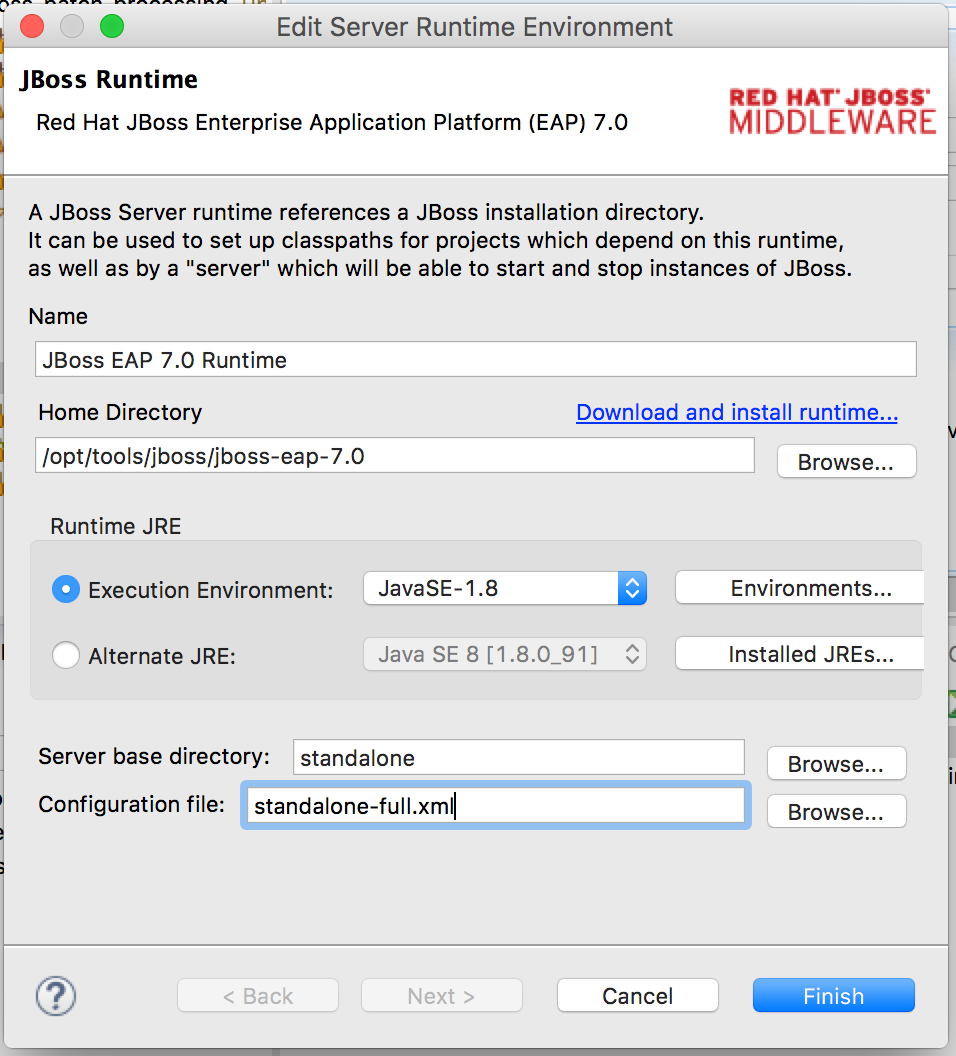 Edit Server Runtime Environment
JBoss Runtime
Red Hat JBoss Enterprise Application Platform (EAP) 7.0
RED HAT® JBOSS®
MIDDLEWARE
A JBoss Server runtime references a JBoss installation directory.
It can be used to set up classpaths for projects which depend on this runtime,
as well as by a "server" which will be able to start and stop instances of JBoss.
Name
JBoss EAP 7.0 Runtime
Home Directory Download and install runtime...
/opt/tools/jboss/jboss-eap-7.0 Browse...
Runtime JRE
Execution Environment: JavaSE-1.8 Environments...
Alternate JRE: Java SE 8 [1.8.0_91] Installed JREs...
Server base directory: standalone Browse...
Configuration file: standalone-full.xml Browse...
? < Back Next > Cancel Finish